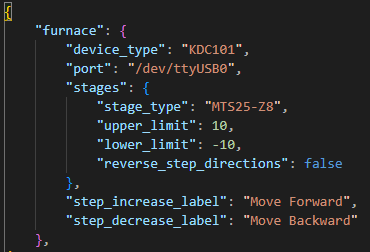 {
    "furnace": {
        "device_type": "KDC101",
        "port": "/dev/ttyUSB0",
        "stages": {
            "stage_type": "MTS25-Z8",
            "upper_limit": 10,
            "lower_limit": -10,
            "reverse_step_directions": false
        },
        "step_increase_label": "Move Forward",
        "step_decrease_label": "Move Backward"
    },